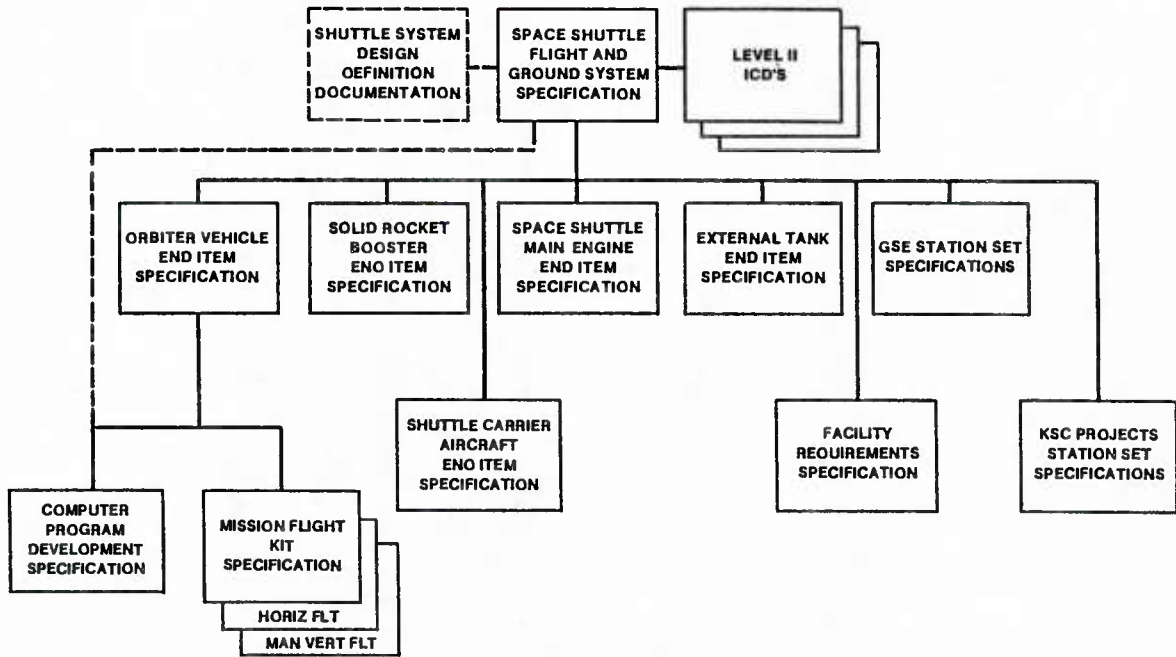 SHUTTLE SYSTEM
DESIGN
OEFINITION
DOCUMENTATION
SPACE SHUTTLE
FLIGHT AND
GROUND SYSTEM
SPECIFICATION
LEVEL II
ICD'S
ORBITER VEHICLE
END ITEM
SPECIFICATION
SOLID ROCKET
BOOSTER
ENO ITEM
SPECIFICATION
SPACE SHUTTLE
MAIN ENGINE
END ITEM
SPECIFICATION
EXTERNAL TANK
END ITEM
SPECIFICATION
GSE STATION SET
SPECIFICATIONS
SHUTTLE CARRIER
AIRCRAFT
ENO ITEM
SPECIFICATION
FACILITY
REQUIREMENTS
SPECIFICATION
KSC PROJECTS
STATION SET
SPECIFICATIONS
COMPUTER
PROGRAM
DEVELOPMENT
SPECIFICATION
MISSION FLIGHT
KIT
SPECIFICATION
HORIZ FLT
MAN VERT FLT